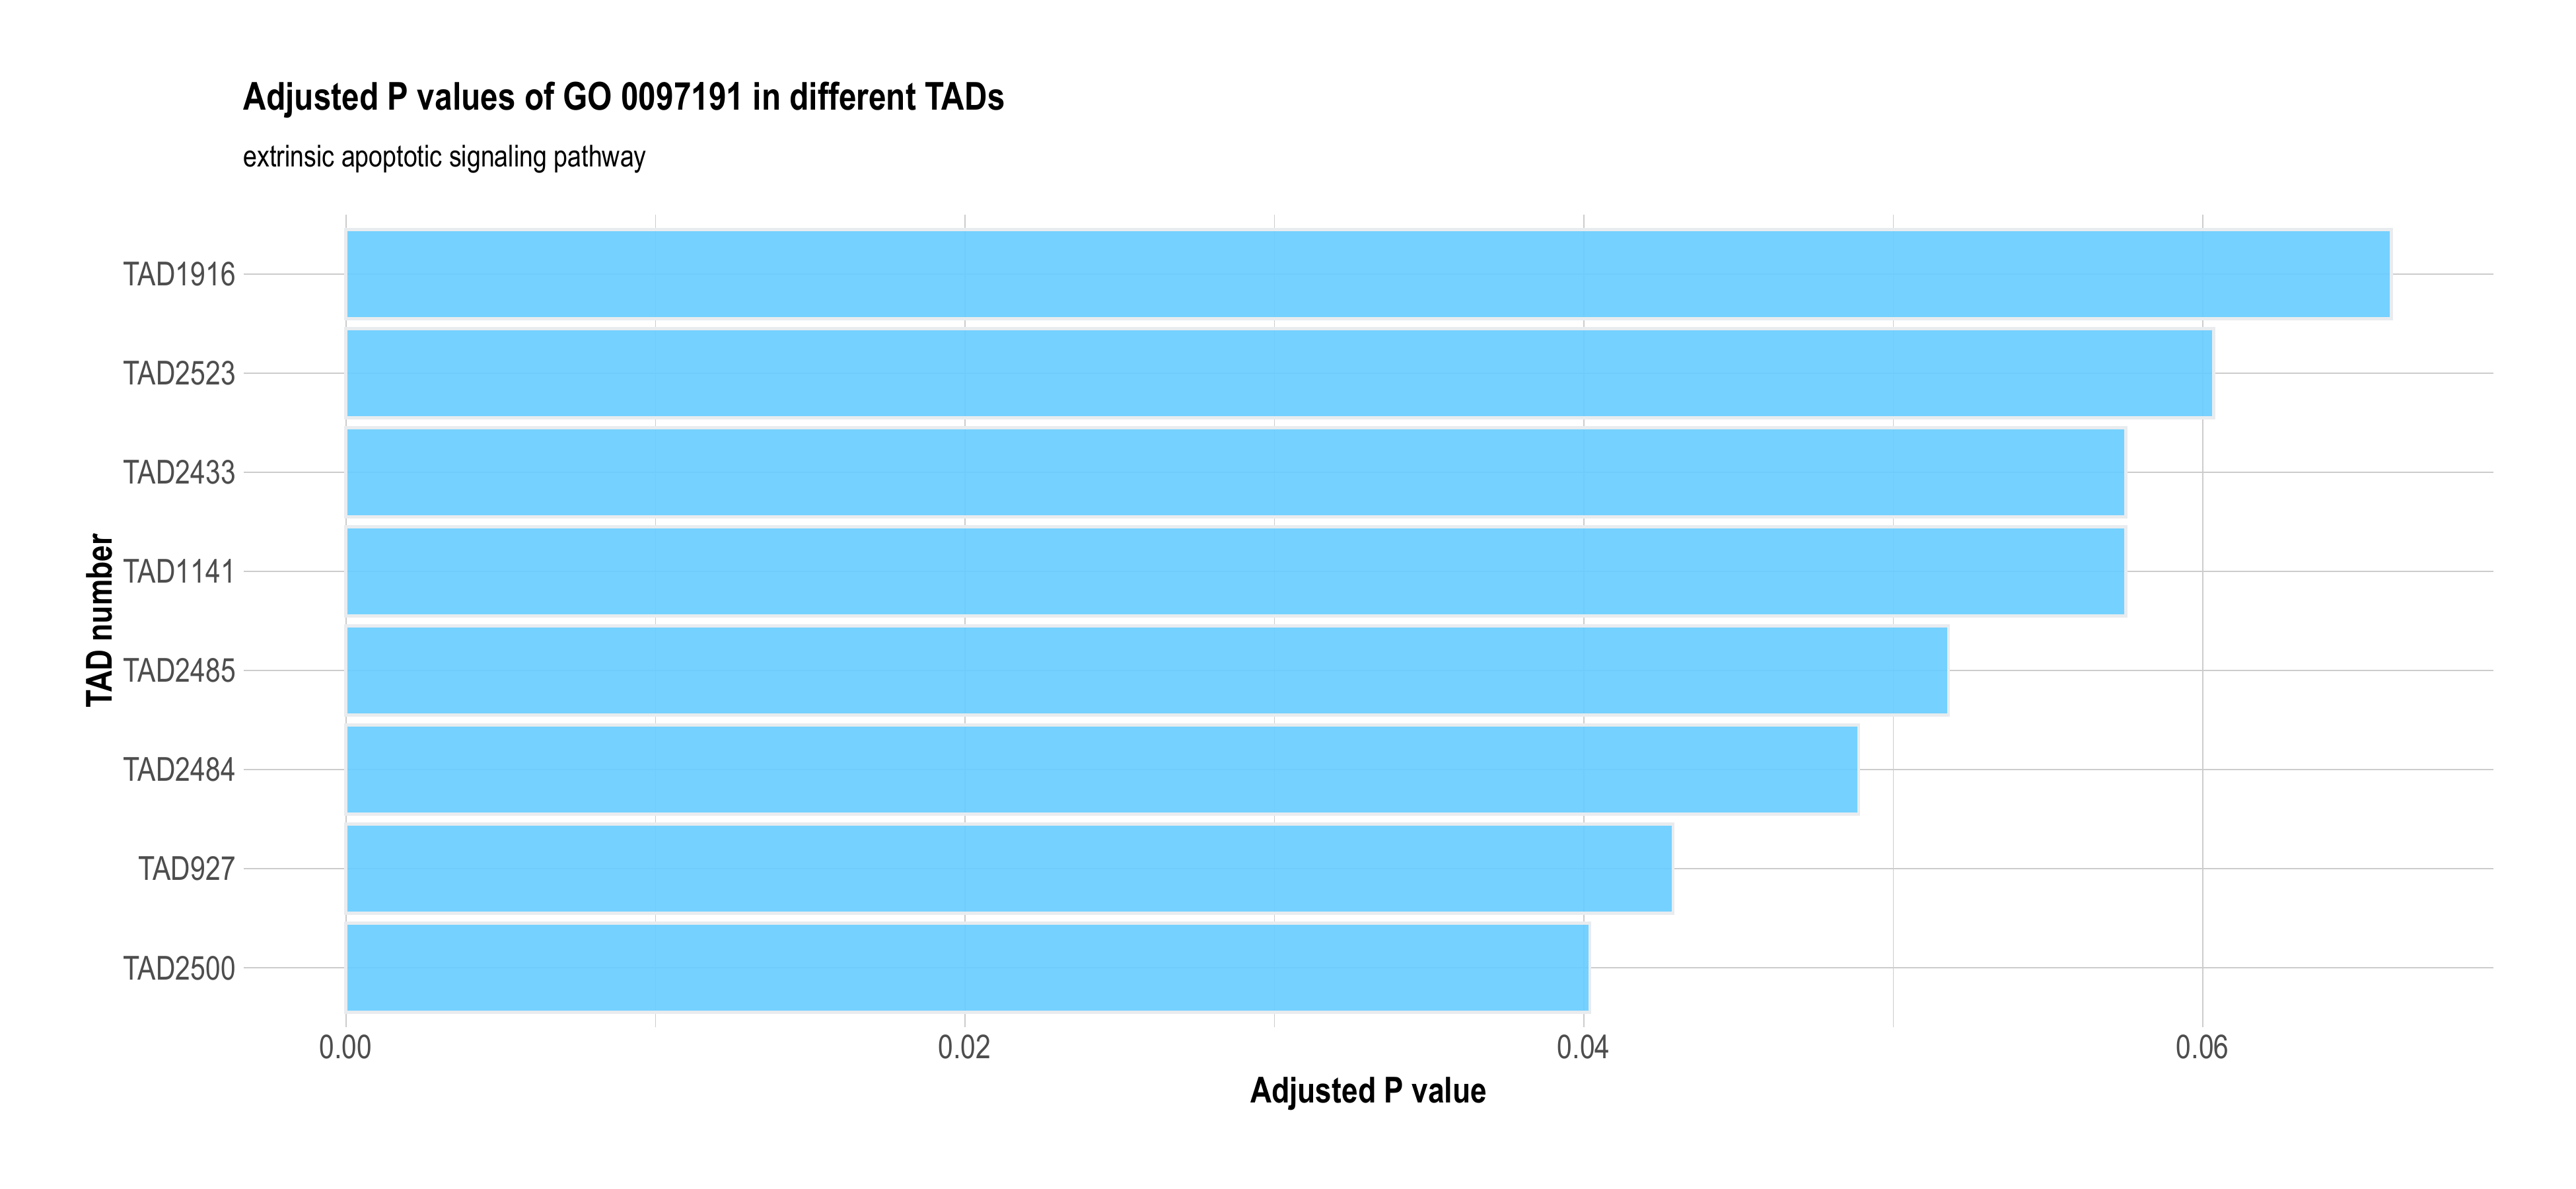 Adjusted P values of GO 0097191 in different TADs
extrinsic apoptotic signaling pathway
TAD number
TAD1916
TAD2523
TAD2433
TAD1141
TAD2485
TAD2484
TAD927
TAD2500
0.00 0.02 0.04 0.06
Adjusted P value